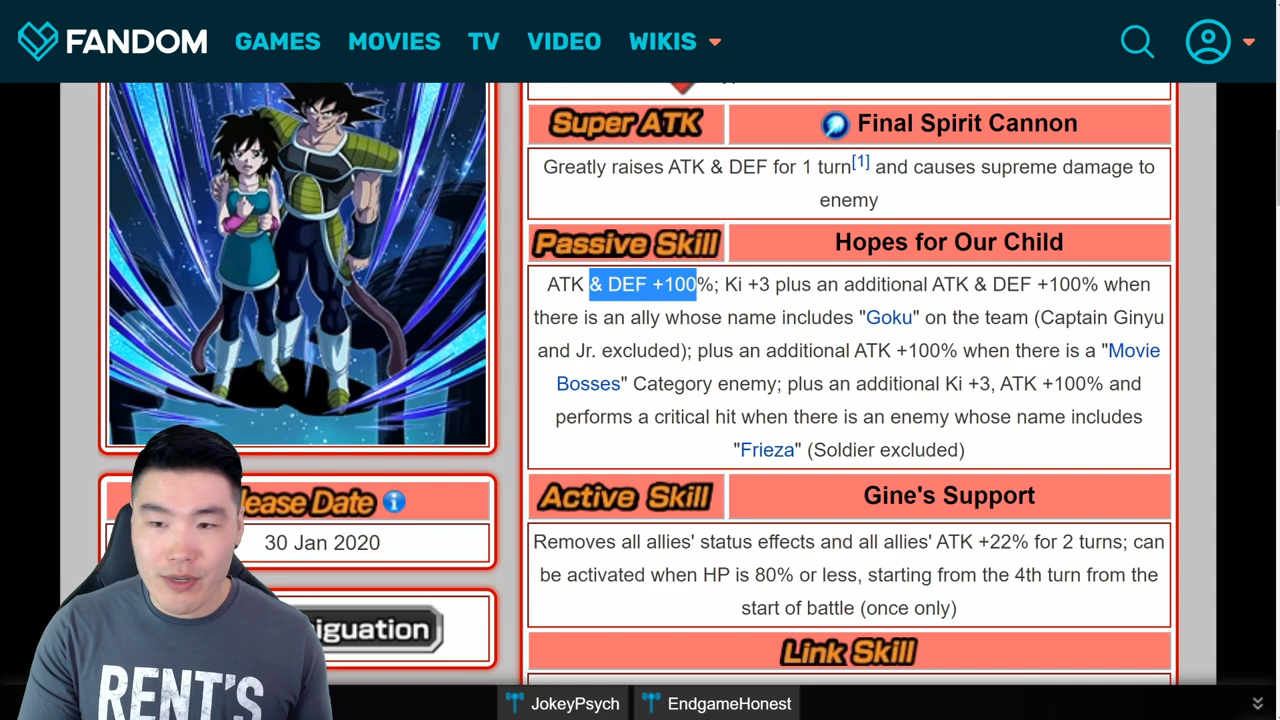 FANDOM GAMES MOVIES TV VIDEO WIKIS
Super ATK Final Spirit Cannon
Greatly raises ATK & DEF for 1 turn[1] and causes supreme damage to
enemy
Passive Skill Hopes for Our Child
ATK & DEF +100%; Ki +3 plus an additional ATK & DEF +100% when
there is an ally whose name includes "Goku" on the team (Captain Ginyu
and Jr. excluded); plus an additional ATK +100% when there is a "Movie
Bosses" Category enemy; plus an additional Ki +3, ATK +100% and
performs a critical hit when there is an enemy whose name includes
"Frieza" (Soldier excluded)
Active Skill Gine's Support
Removes all allies' status effects and all allies' ATK +22% for 2 turns; can
be activated when HP is 80% or less, starting from the 4th turn from the
start of battle (once only)
Link Skill
lease Date i
30 Jan 2020
iguation
RENT'S
JokeyPsych EndgameHonest